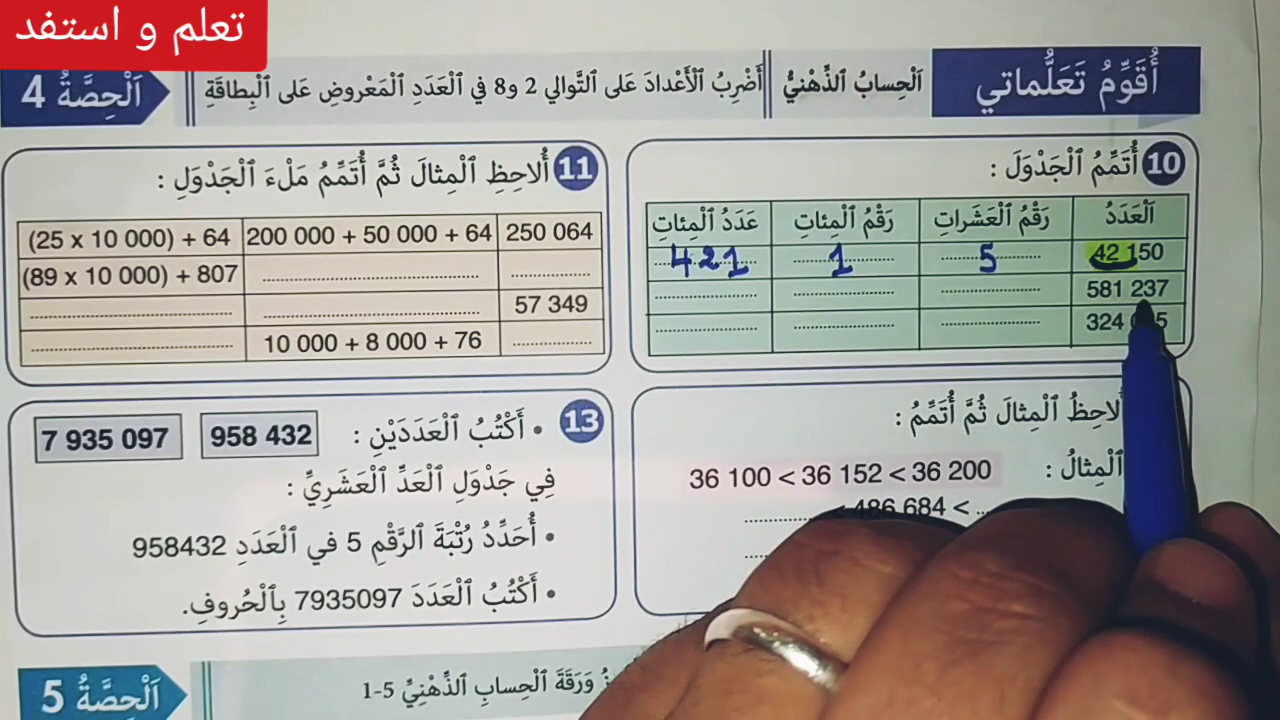 تعلم و استفد
أُقَوِّمُ تَعَلُّماتي
اَلْحِسابُ الذِّهْنِيُّ
أَضْرِبُ الْأَعْدادَ عَلى التَّوالي 2 و8 في الْعَدَدِ الْمَعْروضِ عَلى الْبِطاقَةِ
اَلْحِصَّةُ 4
10 أُتَمِّمُ الْجَدْوَلَ :
اَلْعَدَدُ رَقْمُ الْعَشَراتِ رَقْمُ الْمِئاتِ عَدَدُ الْمِئاتِ
42 150 5 1 421
581 237 ............ ............ ............
324 ............ ............ ............
11 أُلاحِظِ الْمِثالَ ثُمَّ أُتَمِّمُ مَلْءَ الْجَدْوَلِ :
(25 x 10 000) + 64 200 000 + 50 000 + 64 250 064
(89 x 10 000) + 807 ............ ............
............ ............ 57 349
............ 10 000 + 8 000 + 76 ............
أُلاحِظُ الْمِثالَ ثُمَّ أُتَمِّمُ :
الْمِثالُ : 36 100 < 36 152 < 36 200
............ < 486 684 < ...
............
13 • أَكْتُبُ الْعَدَدَيْنِ : 958 432 7 935 097
فِي جَدْوَلِ الْعَدِّ الْعَشَرِيِّ :
• أُحَدِّدُ رُتْبَةَ الرَّقْمِ 5 في الْعَدَدِ 958432
• أَكْتُبُ الْعَدَدَ 7935097 بِالْحُروفِ.
اَلْحِصَّةُ 5
وَرَقَةَ الْحِسابِ الذِّهْنِيِّ 5-1